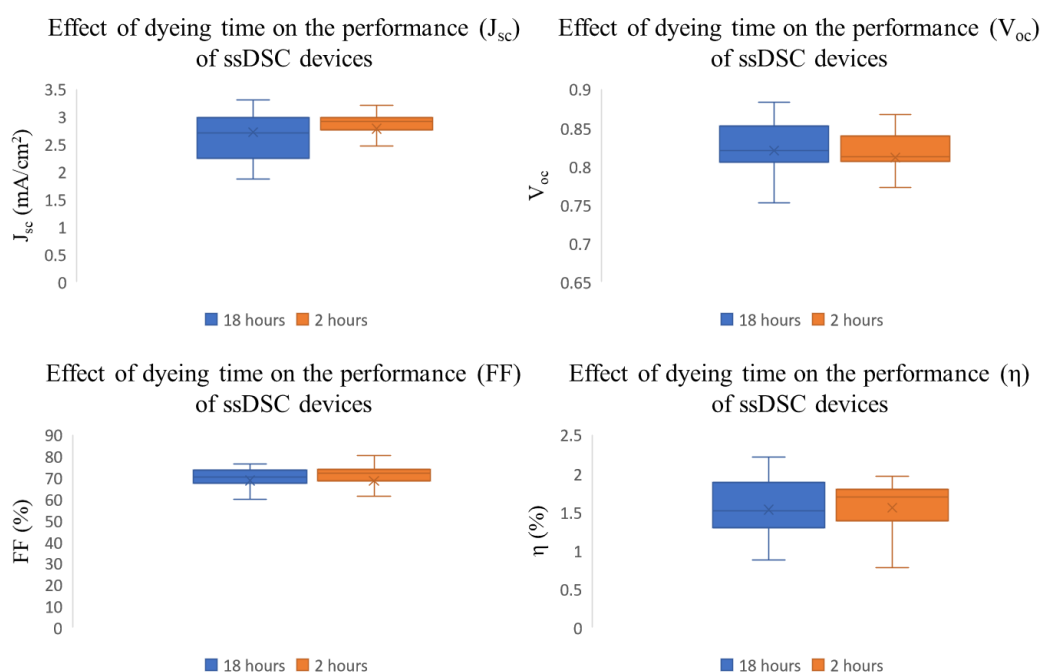 Effect of dyeing time on the performance (Jsc)
of ssDSC devices
3.5
3
2.5
2
1.5
1
0.5
0
Jsc (mA/cm²)
18 hours 2 hours
Effect of dyeing time on the performance (Voc)
of ssDSC devices
0.9
0.85
0.8
0.75
0.7
0.65
Voc
18 hours 2 hours
Effect of dyeing time on the performance (FF)
of ssDSC devices
90
80
70
60
50
40
30
20
10
0
FF (%)
18 hours 2 hours
Effect of dyeing time on the performance (η)
of ssDSC devices
2.5
2
1.5
1
0.5
0
η (%)
18 hours 2 hours